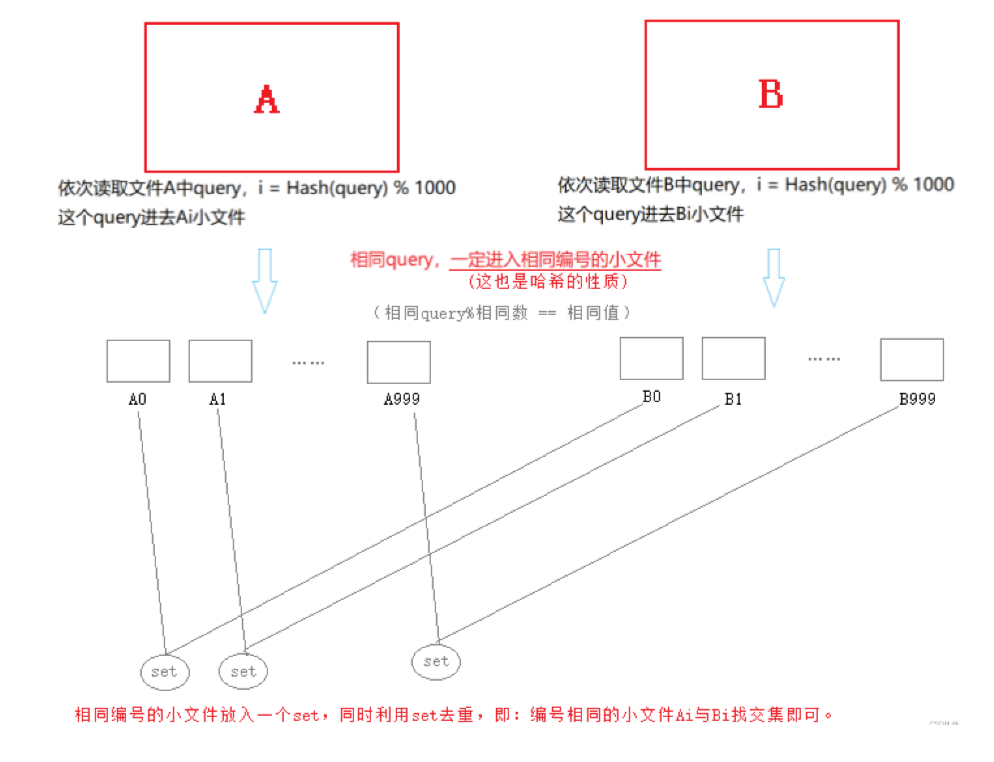 A
B
依次读取文件A中query，i = Hash(query) % 1000
这个query进去Ai小文件
依次读取文件B中query，i = Hash(query) % 1000
这个query进去Bi小文件
相同query，一定进入相同编号的小文件
(这也是哈希的性质)
（相同query%相同数 == 相同值）
……
……
A0
A1
A999
B0
B1
B999
set
set
set
相同编号的小文件放入一个set，同时利用set去重，即：编号相同的小文件Ai与Bi找交集即可。